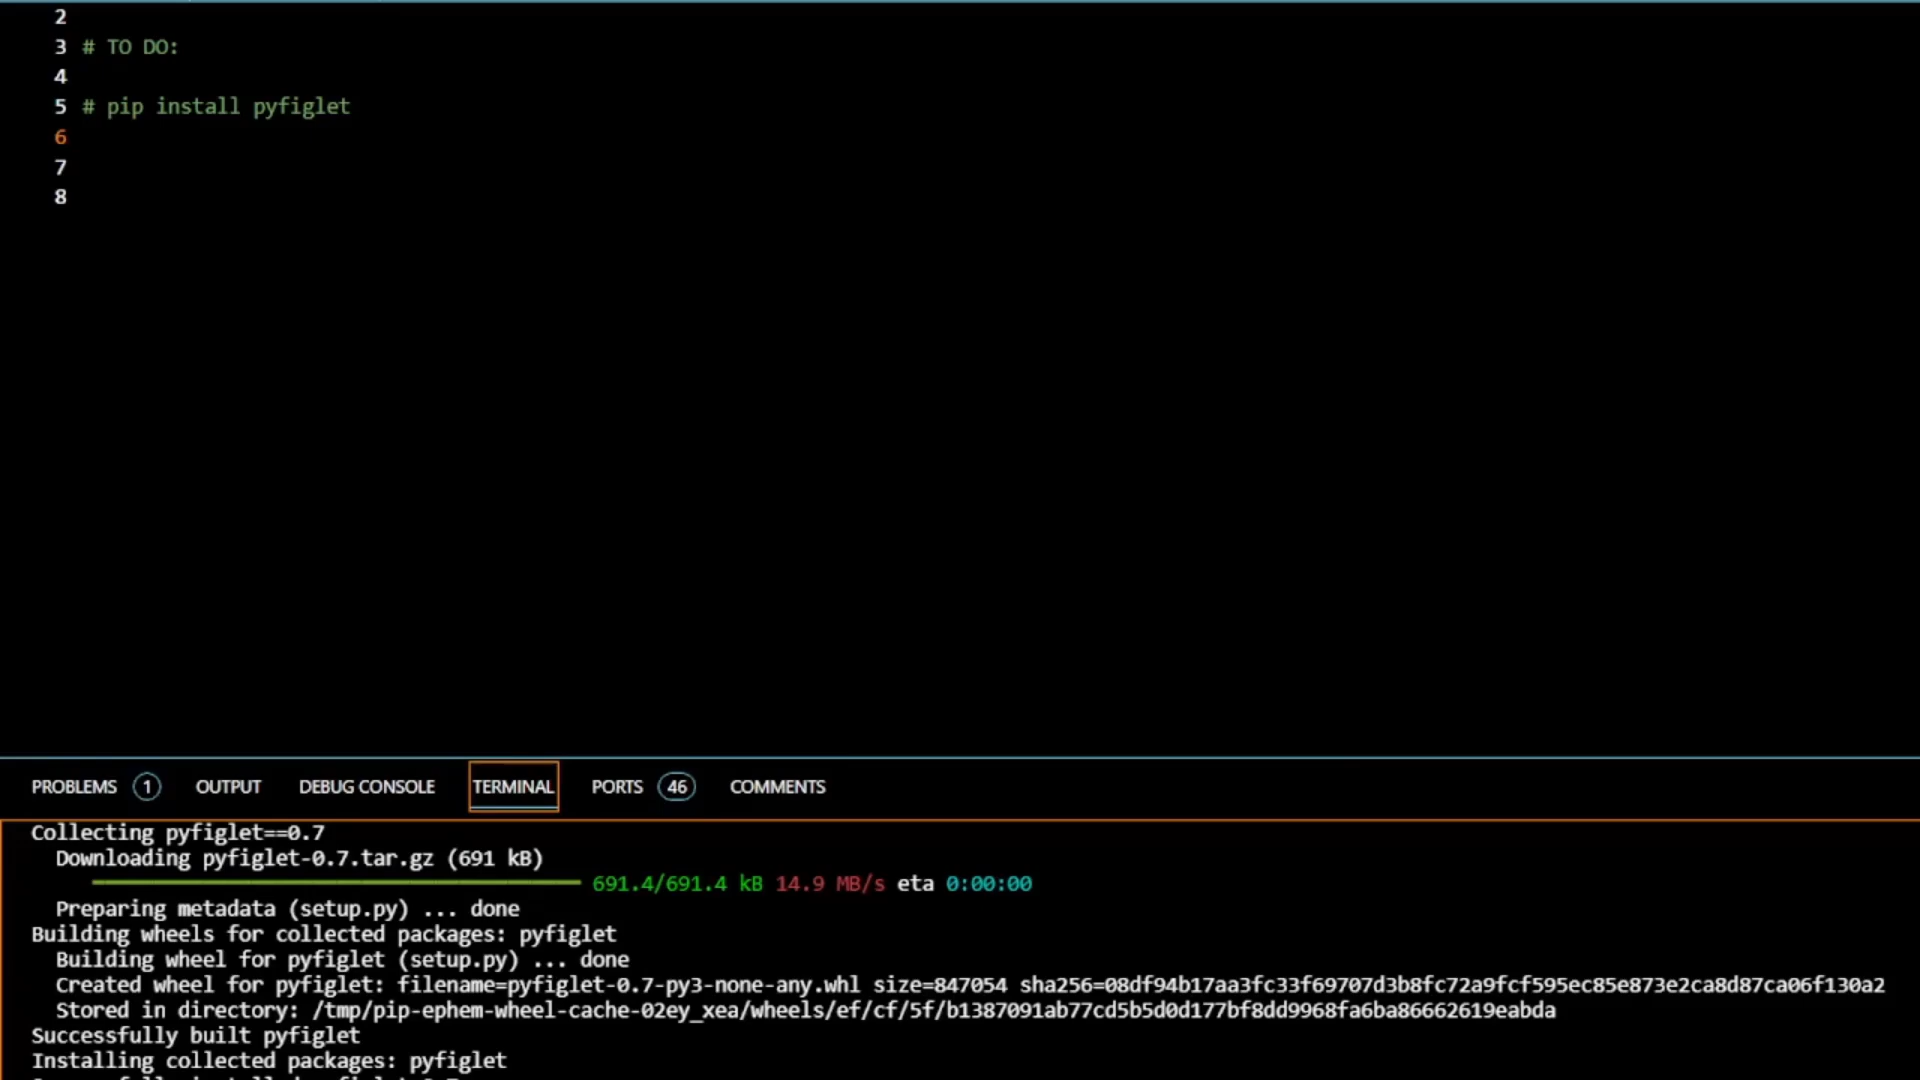 2
3 # TO DO:
4
5 # pip install pyfiglet
6
7
8
PROBLEMS 1 OUTPUT DEBUG CONSOLE TERMINAL PORTS 46 COMMENTS
Collecting pyfiglet==0.7
Downloading pyfiglet-0.7.tar.gz (691 kB)
691.4/691.4 kB 14.9 MB/s eta 0:00:00
Preparing metadata (setup.py) ... done
Building wheels for collected packages: pyfiglet
Building wheel for pyfiglet (setup.py) ... done
Created wheel for pyfiglet: filename=pyfiglet-0.7-py3-none-any.whl size=847054 sha256=08df94b17aa3fc33f69707d3b8fc72a9fcf595ec85e873e2ca8d87ca06f130a2
Stored in directory: /tmp/pip-ephem-wheel-cache-02ey_xea/wheels/ef/cf/5f/b1387091ab77cd5b5d0d177bf8dd9968fa6ba86662619eabda
Successfully built pyfiglet
Installing collected packages: pyfiglet